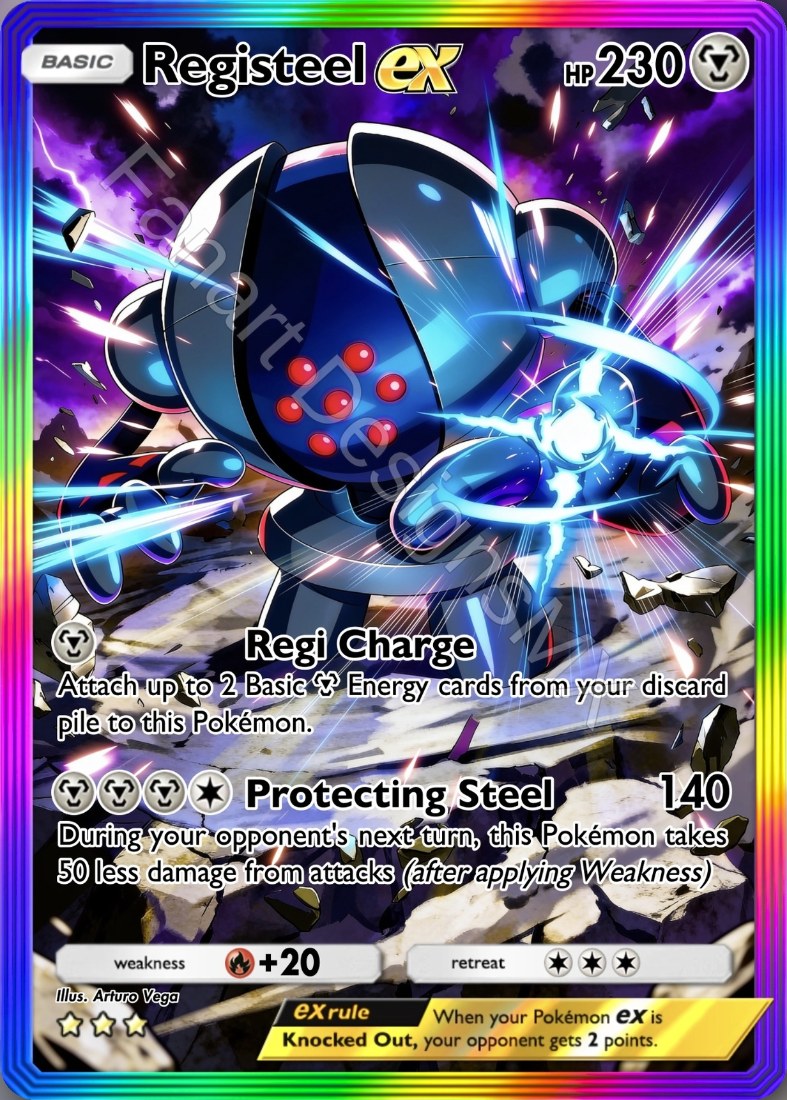 BASIC Registeel ex HP 230
Fanart DesignsMX
Regi Charge
Attach up to 2 Basic Energy cards from your discard
pile to this Pokémon.
Protecting Steel 140
During your opponent's next turn, this Pokémon takes
50 less damage from attacks (after applying Weakness)
weakness +20 retreat
Illus. Arturo Vega
ex rule When your Pokémon ex is
Knocked Out, your opponent gets 2 points.